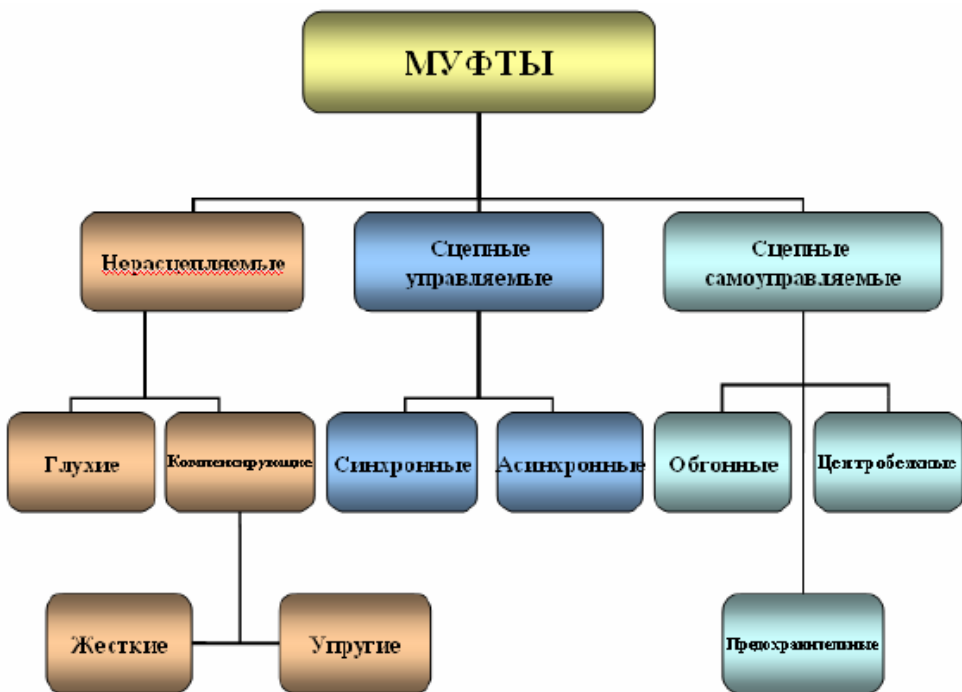 МУФТЫ
Нерасцепляемые
Сцепные
управляемые
Сцепные
самоуправляемые
Глухие
Компенсирующие
Синхронные
Асинхронные
Обгонные
Центробежные
Жесткие
Упругие
Предохранительные